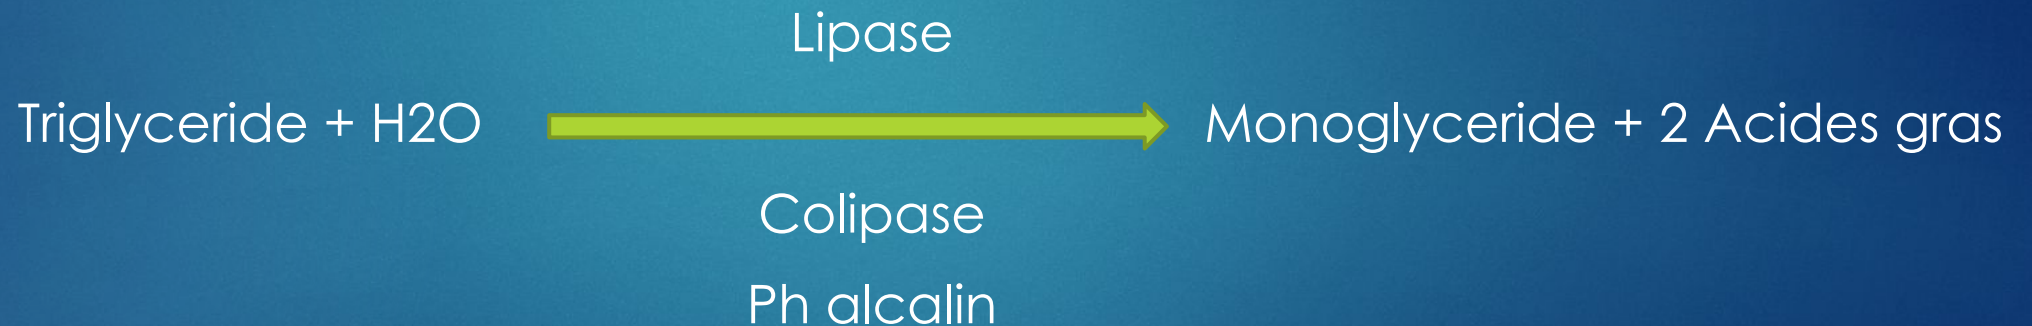 Lipase
Triglyceride + H2O Monoglyceride + 2 Acides gras
Colipase
Ph alcalin